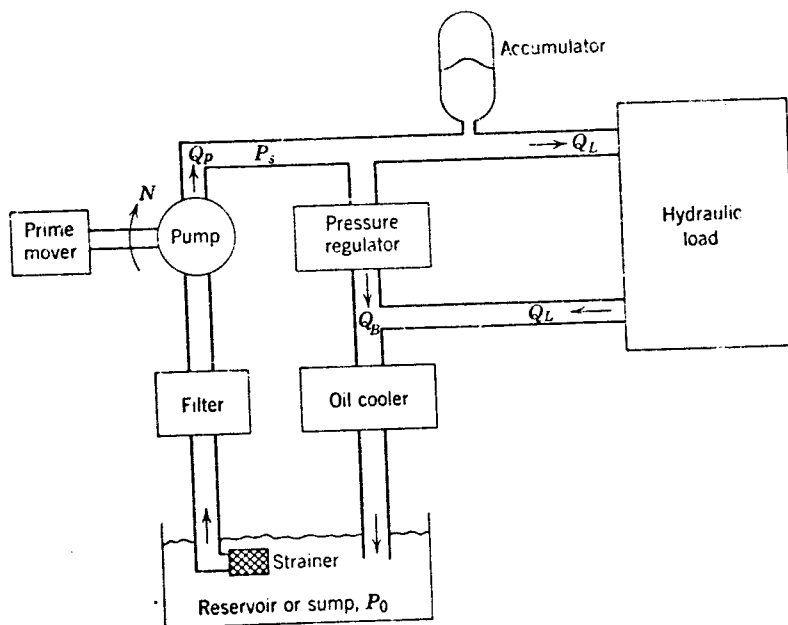 Accumulator
Q_p
P_s
Q_L
N
Prime
mover
Pump
Pressure
regulator
Hydraulic
load
Q_B
Q_L
Filter
Oil cooler
Strainer
Reservoir or sump, P_0